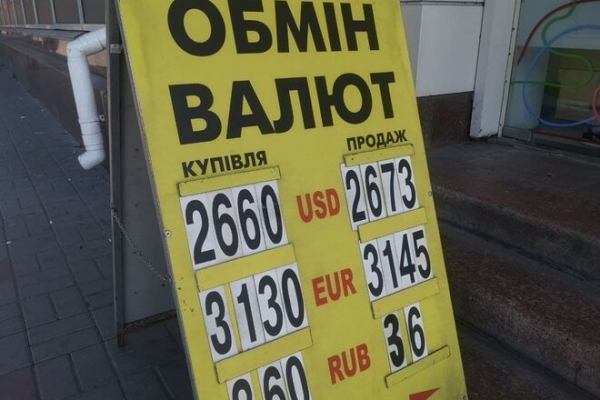 ОБМІН
ВАЛЮТ
КУПІВЛЯ ПРОДАЖ
2660 USD 2673
3130 EUR 3145
RUB 36